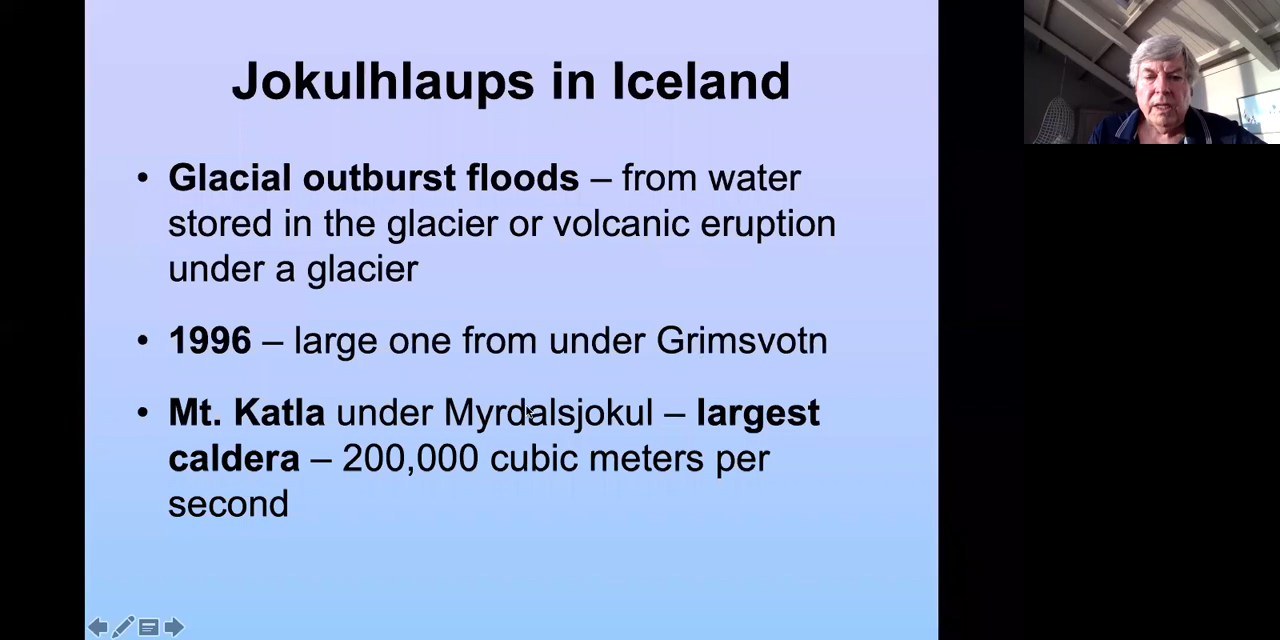 Jokulhlaups in Iceland
• Glacial outburst floods – from water
stored in the glacier or volcanic eruption
under a glacier
• 1996 – large one from under Grimsvotn
• Mt. Katla under Myrdalsjokul – largest
caldera – 200,000 cubic meters per
second